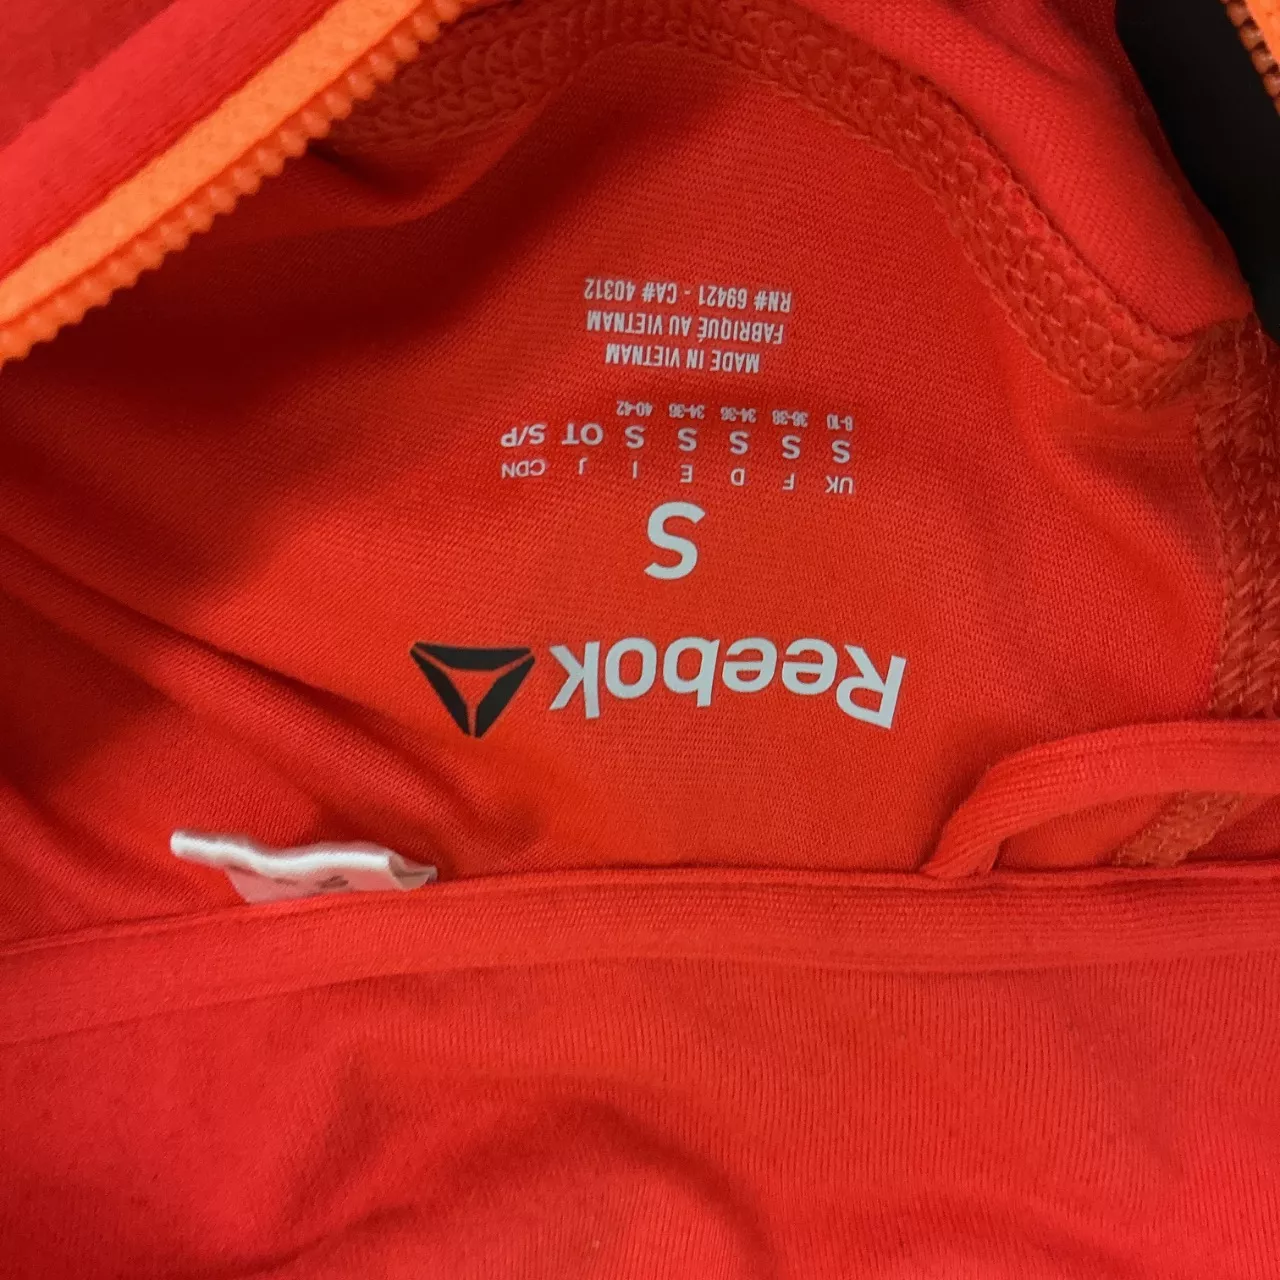 Reebok
S
UK F D E I J CDN
S S S S S OT S/P
8-10 36-38 34-36 34-36 40-42
MADE IN VIETNAM
FABRIQUÉ AU VIETNAM
RN# 69421 - CA# 40312